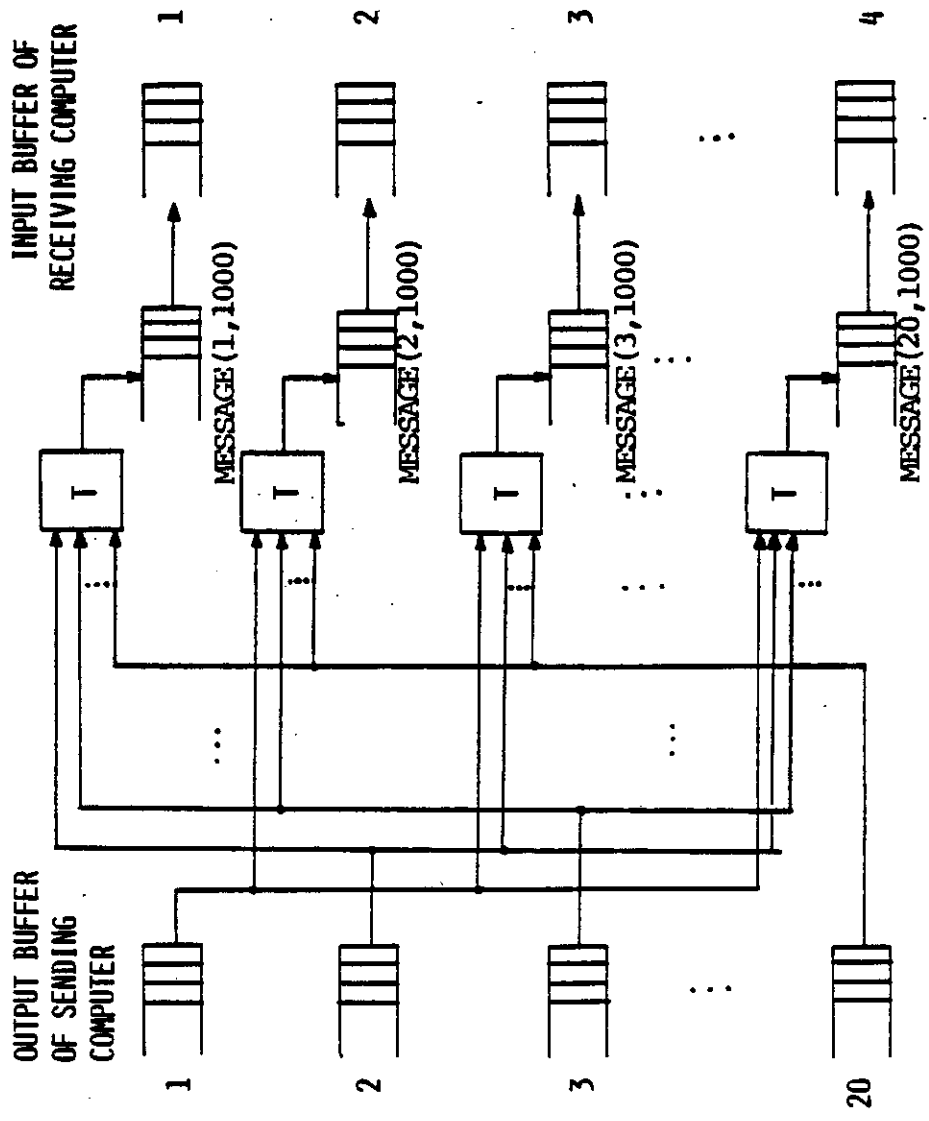 OUTPUT BUFFER
OF SENDING
COMPUTER
INPUT BUFFER OF
RECEIVING COMPUTER
1
T
MESSAGE(1,1000)
1
2
T
MESSAGE(2,1000)
2
3
T
MESSAGE(3,1000)
3
20
T
MESSAGE(20,1000)
4